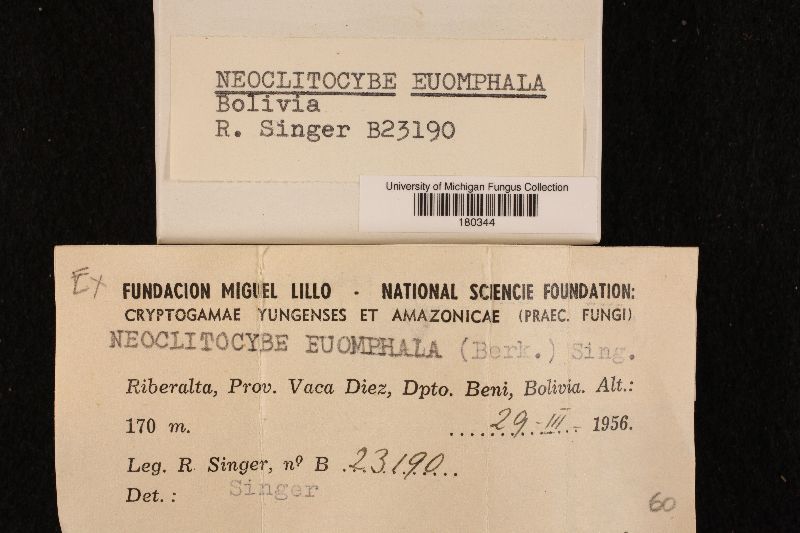 NEOCLITOCYBE EUOMPHALA
Bolivia
R. Singer B23190
University of Michigan Fungus Collection
180344
Ex
FUNDACION MIGUEL LILLO - NATIONAL SCIENCIE FOUNDATION:
CRYPTOGAMAE YUNGENSES ET AMAZONICAE (PRAEC. FUNGI)
NEOCLITOCYBE EUOMPHALA (Berk.) Sing.
Riberalta, Prov. Vaca Diez, Dpto. Beni, Bolivia. Alt.:
170 m. 29-III- 1956.
Leg. R. Singer, nº B 23190
Det.: Singer
60